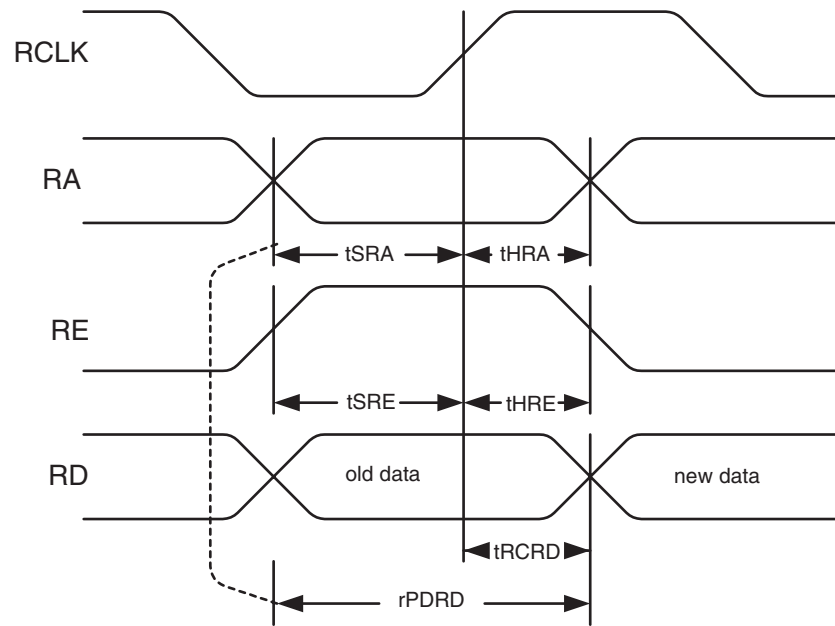 RCLK
RA
tSRA
tHRA
RE
tSRE
tHRE
RD
old data
new data
tRCRD
rPDRD